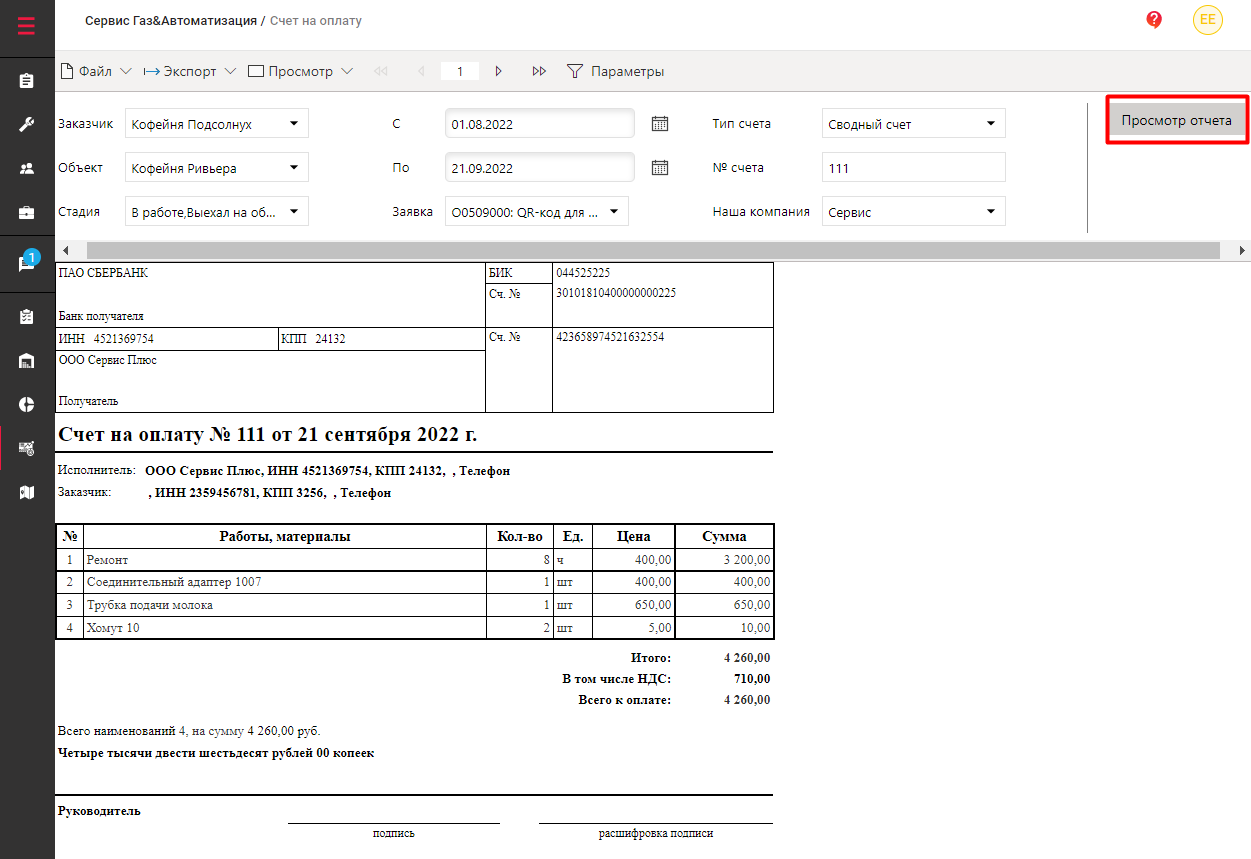 Сервис Газ&Автоматизация / Счет на оплату
?
ЕЕ
Файл Экспорт Просмотр 1 Параметры
Заказчик Кофейня Подсолнух С 01.08.2022 Тип счета Сводный счет Просмотр отчета
Объект Кофейня Ривьера По 21.09.2022 № счета 111
Стадия В работе,Выехал на об... Заявка О0509000: QR-код для ... Наша компания Сервис
1
ПАО СБЕРБАНК БИК 044525225
Сч. № 30101810400000000225
Банк получателя
ИНН 4521369754 КПП 24132 Сч. № 423658974521632554
ООО Сервис Плюс
Получатель
Счет на оплату № 111 от 21 сентября 2022 г.
Исполнитель: ООО Сервис Плюс, ИНН 4521369754, КПП 24132, , Телефон
Заказчик: , ИНН 2359456781, КПП 3256, , Телефон
№ Работы, материалы Кол-во Ед. Цена Сумма
1 Ремонт 8 ч 400,00 3 200,00
2 Соединительный адаптер 1007 1 шт 400,00 400,00
3 Трубка подачи молока 1 шт 650,00 650,00
4 Хомут 10 2 шт 5,00 10,00
Итого: 4 260,00
В том числе НДС: 710,00
Всего к оплате: 4 260,00
Всего наименований 4, на сумму 4 260,00 руб.
Четыре тысячи двести шестьдесят рублей 00 копеек
Руководитель
подпись расшифровка подписи